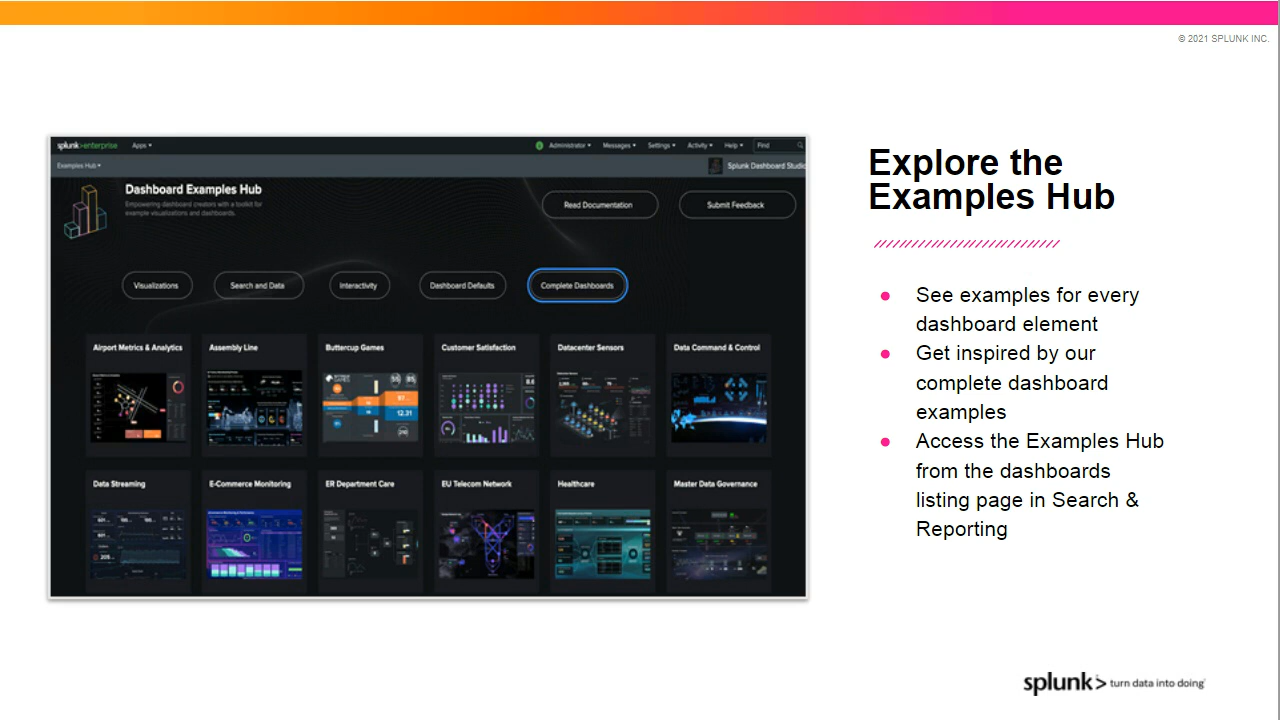 © 2021 SPLUNK INC.
splunk>enterprise Apps Administrator Messages Settings Activity Help Find
Examples Hub Splunk Dashboard Studio
Dashboard Examples Hub
Empowering dashboard creators with a toolkit for
example visualizations and dashboards.
Read Documentation Submit Feedback
Visualizations Search and Data Interactivity Dashboard Defaults Complete Dashboards
Airport Metrics & Analytics Assembly Line Buttercup Games Customer Satisfaction Datacenter Sensors Data Command & Control
Data Streaming E-Commerce Monitoring ER Department Care EU Telecom Network Healthcare Master Data Governance
Explore the
Examples Hub
● See examples for every
dashboard element
● Get inspired by our
complete dashboard
examples
● Access the Examples Hub
from the dashboards
listing page in Search &
Reporting
splunk> turn data into doing